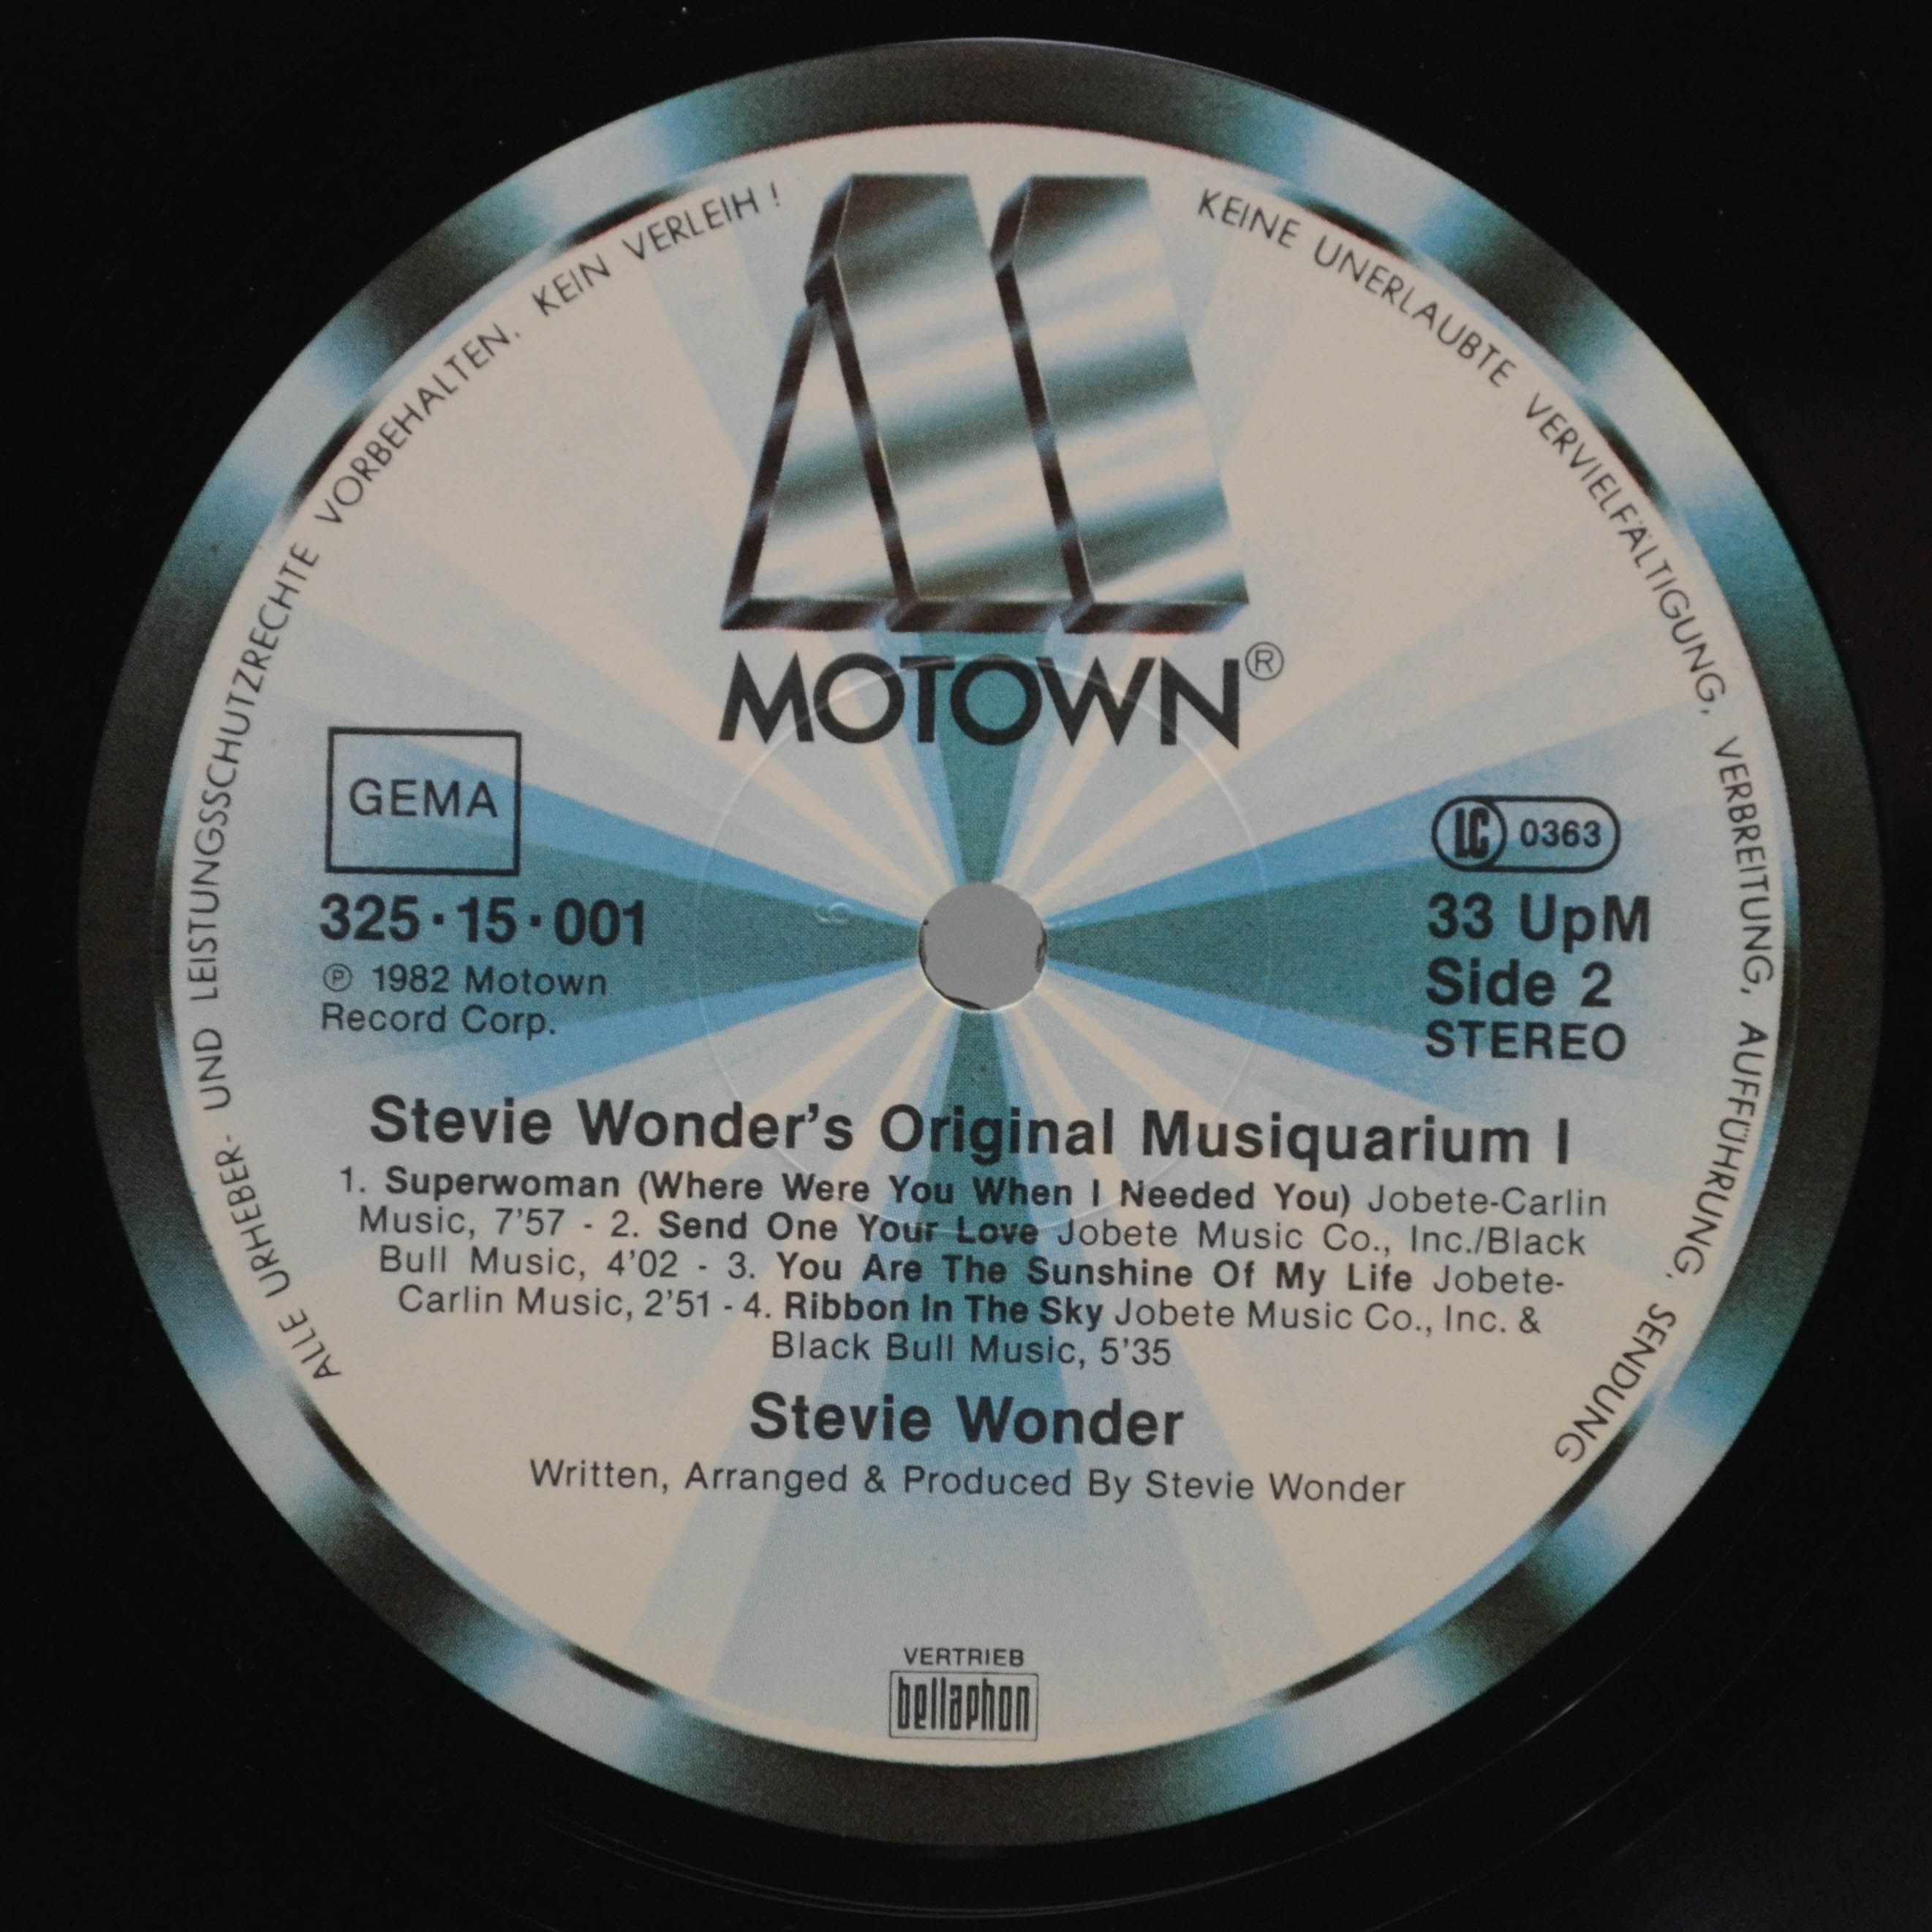 ALLE URHEBER- UND LEISTUNGSSCHUTZRECHTE VORBEHALTEN. KEIN VERLEIH !
KEINE UNERLAUBTE VERVIELFÄLTIGUNG, VERBREITUNG, AUFFÜHRUNG, SENDUNG
MOTOWN®
GEMA
325·15·001
℗ 1982 Motown
Record Corp.
LC 0363
33 UpM
Side 2
STEREO
Stevie Wonder's Original Musiquarium I
1. Superwoman (Where Were You When I Needed You) Jobete-Carlin
Music, 7'57 - 2. Send One Your Love Jobete Music Co., Inc./Black
Bull Music, 4'02 - 3. You Are The Sunshine Of My Life Jobete-
Carlin Music, 2'51 - 4. Ribbon In The Sky Jobete Music Co., Inc. &
Black Bull Music, 5'35
Stevie Wonder
Written, Arranged & Produced By Stevie Wonder
VERTRIEB
bellaphon